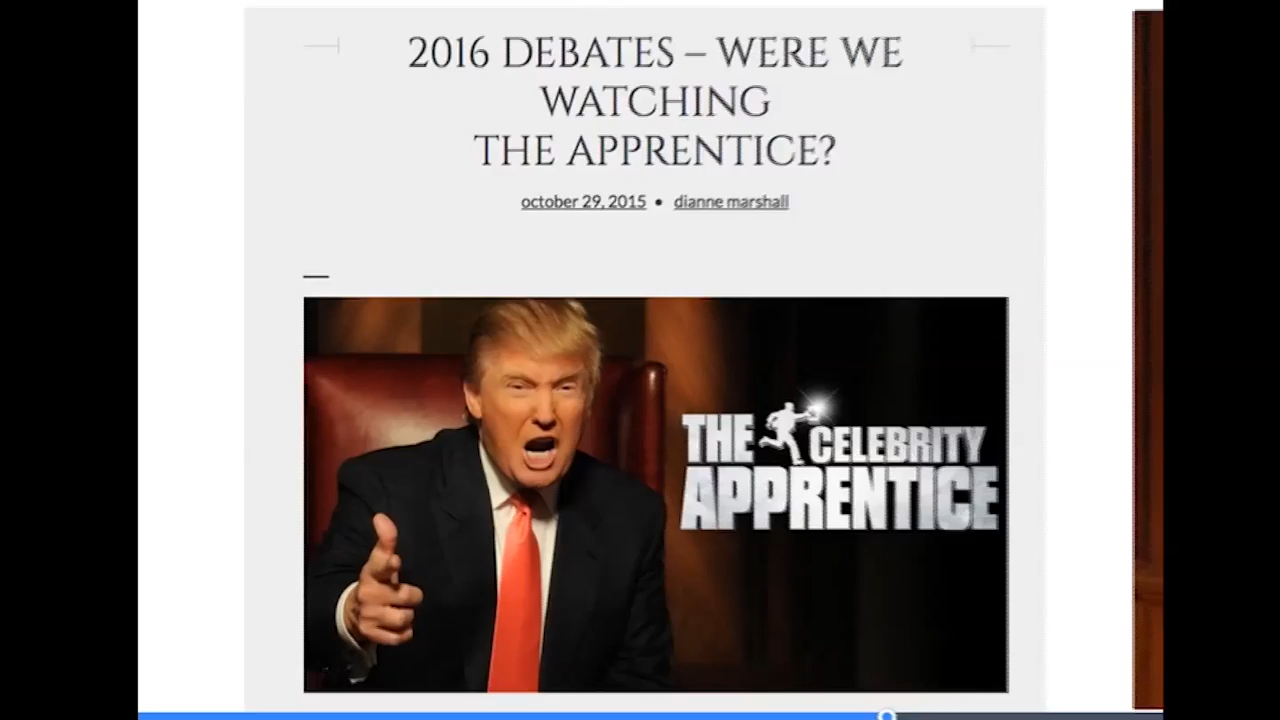 2016 DEBATES – WERE WE
WATCHING
THE APPRENTICE?
october 29, 2015 • dianne marshall
THE CELEBRITY
APPRENTICE